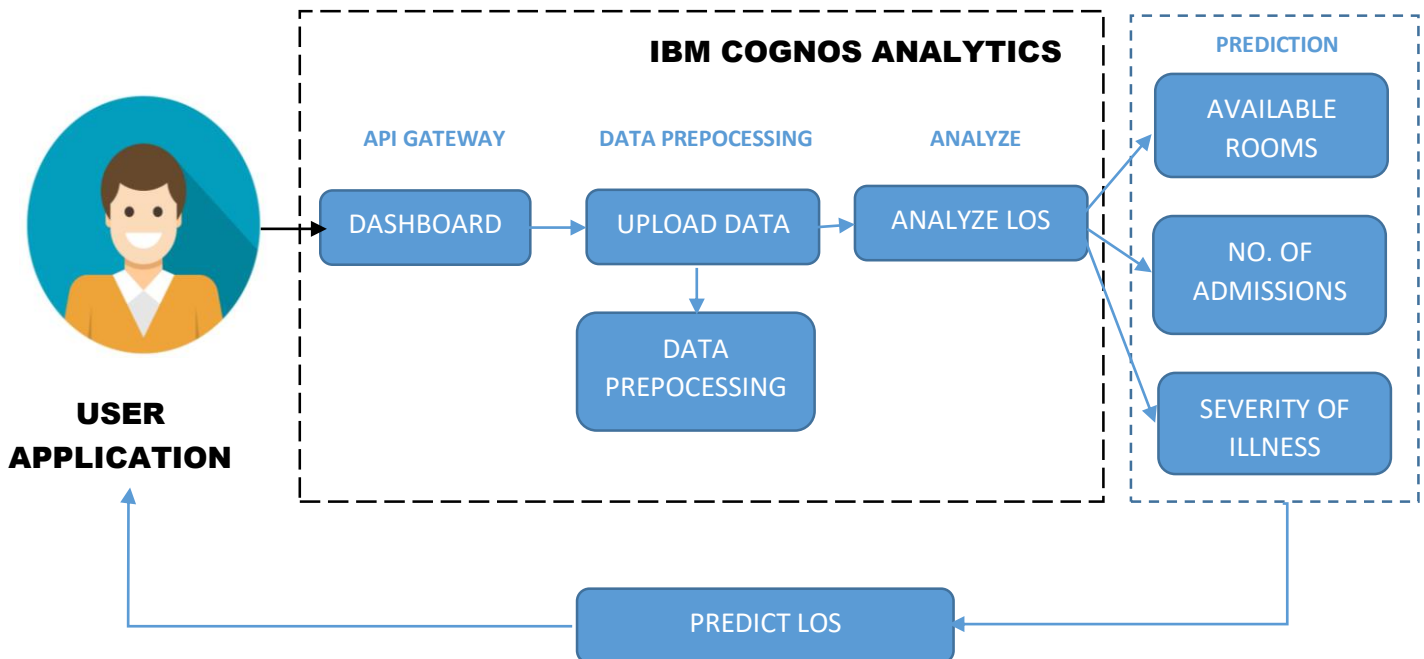 IBM COGNOS ANALYTICS
PREDICTION
API GATEWAY
DATA PREPOCESSING
ANALYZE
AVAILABLE
ROOMS
DASHBOARD
UPLOAD DATA
ANALYZE LOS
NO. OF
ADMISSIONS
DATA
PREPOCESSING
SEVERITY OF
ILLNESS
USER
APPLICATION
PREDICT LOS